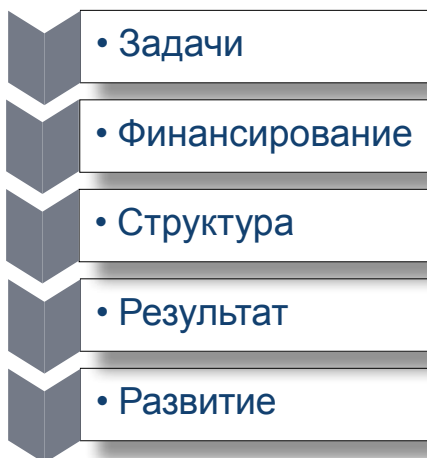 • Задачи
• Финансирование
• Структура
• Результат
• Развитие